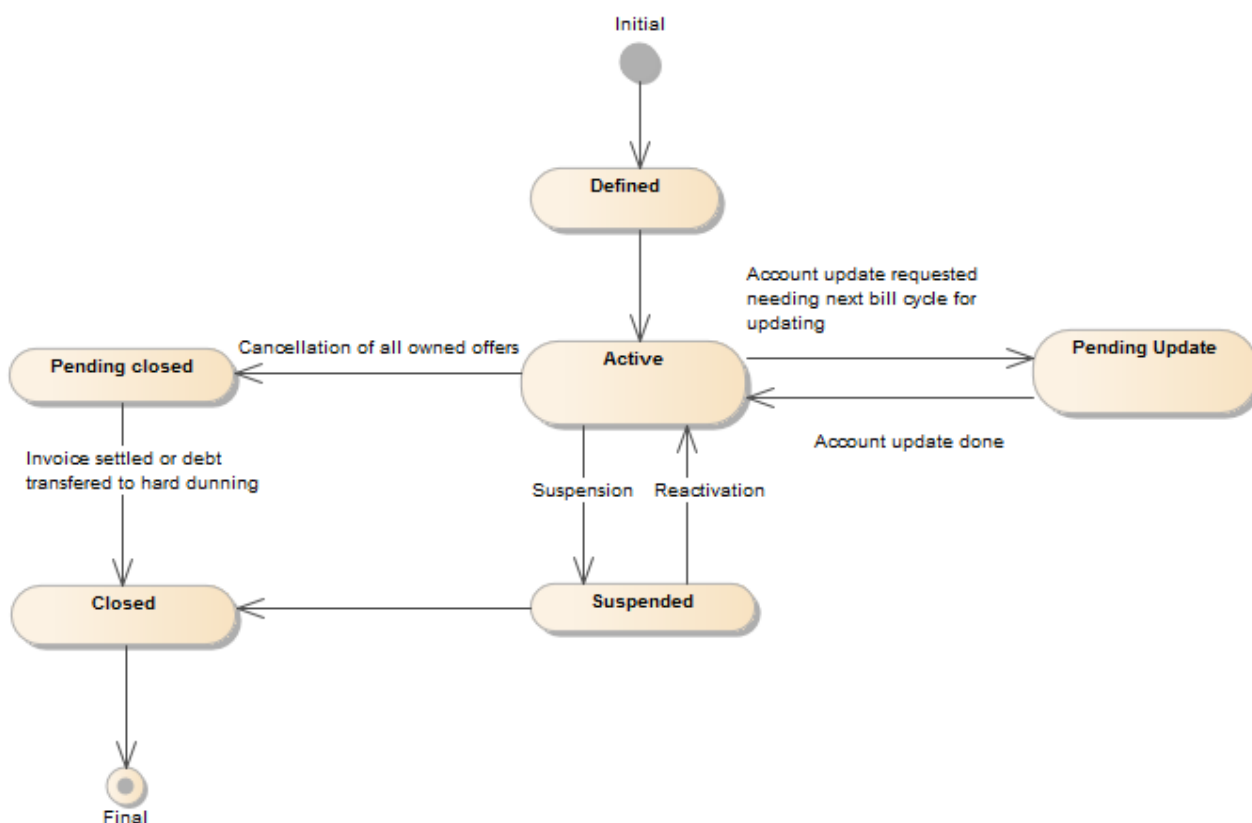 Initial
Defined
Account update requested
needing next bill cycle for
updating
Cancellation of all owned offers
Pending closed
Active
Pending Update
Account update done
Invoice settled or debt
transfered to hard dunning
Suspension
Reactivation
Closed
Suspended
Final